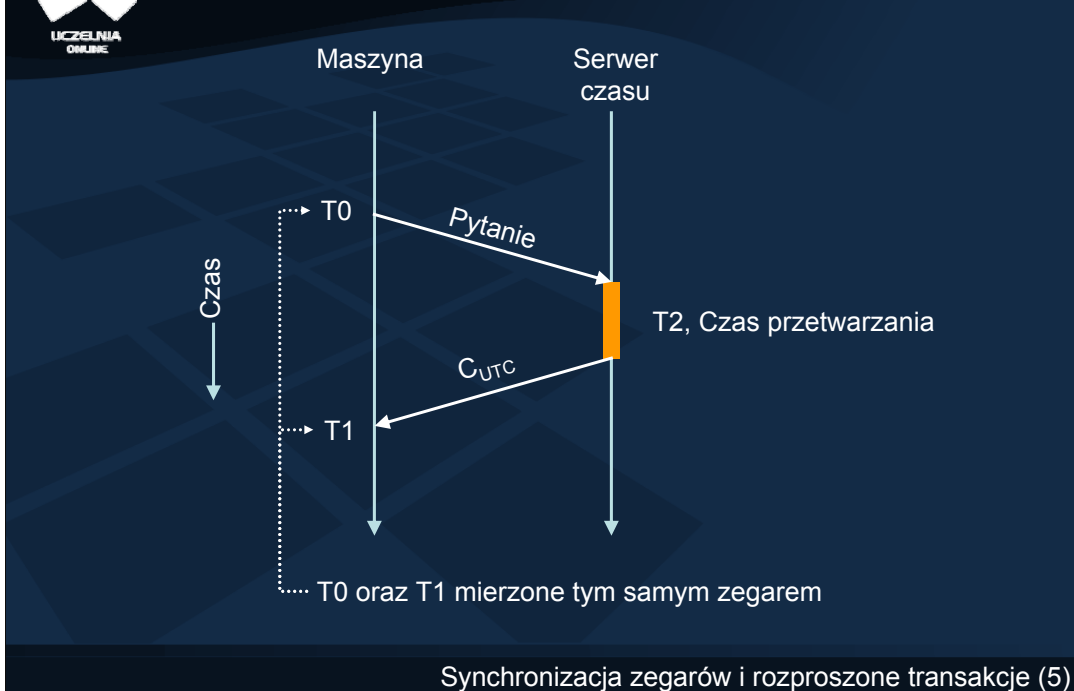 UCZELNIA
ONLINE
Maszyna
Serwer
czasu
T0
Pytanie
Czas
T2, Czas przetwarzania
CUTC
T1
T0 oraz T1 mierzone tym samym zegarem
Synchronizacja zegarów i rozproszone transakcje (5)